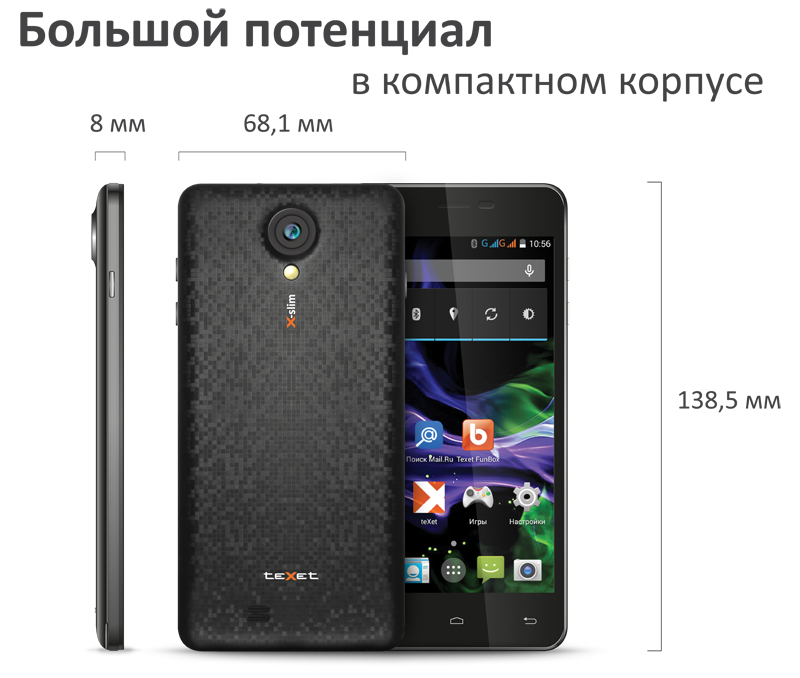 Большой потенциал
в компактном корпусе
8 мм
68,1 мм
G G 10:56
X-slim
138,5 мм
Поиск Mail.Ru Texet FunBox
teXet Игры Настройки
teXet